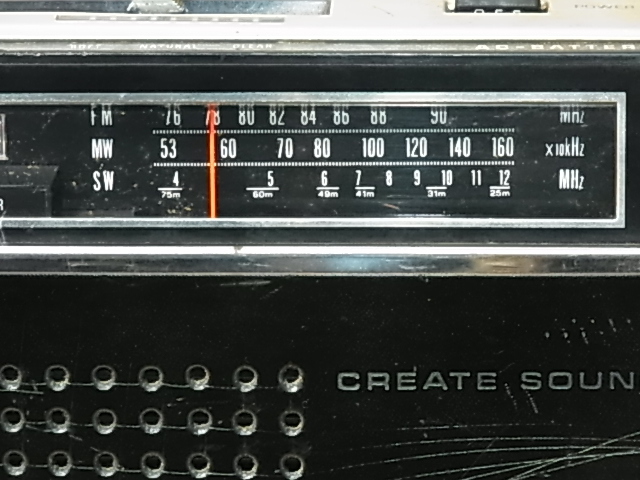 SOFT NATURAL CLEAR AC-BATTER
FM 76 78 80 82 84 86 88 90 MHz
MW 53 60 70 80 100 120 140 160 x10kHz
SW 4 5 6 7 8 9 10 11 12 MHz
75m 60m 49m 41m 31m 25m
CREATE SOUN